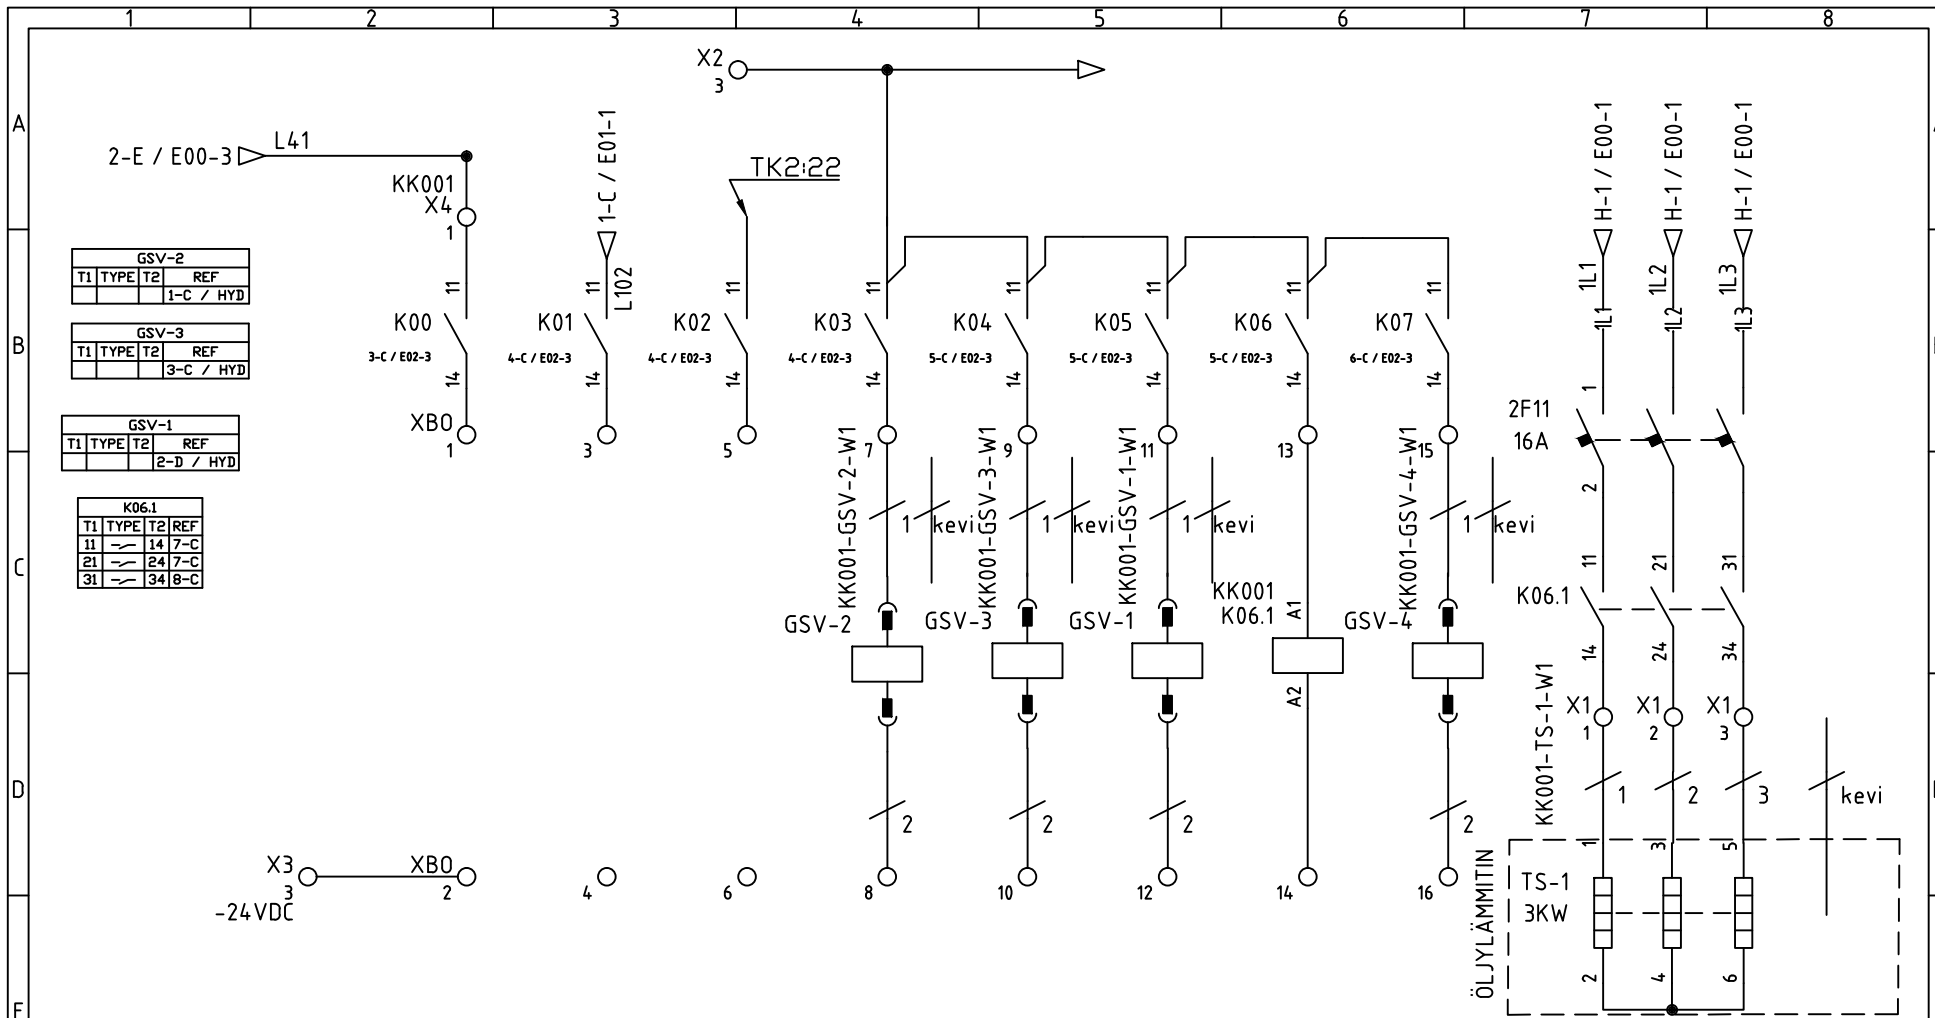 1 2 3 4 5 6 7 8
A
B
C
D
E
X2
3
2-E / E00-3
L41
KK001
X4
1
1-C / E01-1
L102
TK2:22
H-1 / E00-1
H-1 / E00-1
H-1 / E00-1
1L1 1L2 1L3
1L1 1L2 1L3
GSV-2
T1 TYPE T2 REF
1-C / HYD
GSV-3
T1 TYPE T2 REF
3-C / HYD
GSV-1
T1 TYPE T2 REF
2-D / HYD
K06.1
T1 TYPE T2 REF
11 14 7-C
21 24 7-C
31 34 8-C
11 11 11 11 11 11 11 11
K00 K01 K02 K03 K04 K05 K06 K07
3-C / E02-3 4-C / E02-3 4-C / E02-3 4-C / E02-3 5-C / E02-3 5-C / E02-3 5-C / E02-3 6-C / E02-3
14 14 14 14 14 14 14 14
XB0
1 3 5 7 9 11 13 15
KK001-GSV-2-W1
KK001-GSV-3-W1
KK001-GSV-1-W1
KK001-GSV-4-W1
1 kevi 1 kevi 1 kevi 1 kevi
GSV-2 GSV-3 GSV-1
KK001
K06.1
A1
A2
GSV-4
2 2 2 2
X3
3
-24VDC
XB0
2 4 6 8 10 12 14 16
2F11
16A
1
2
11 21 31
K06.1
14 24 34
KK001-TS-1-W1
X1 X1 X1
1 2 3
1 2 3 kevi
1 3 5
ÖLJYLÄMMITIN
TS-1
3KW
2 4 6